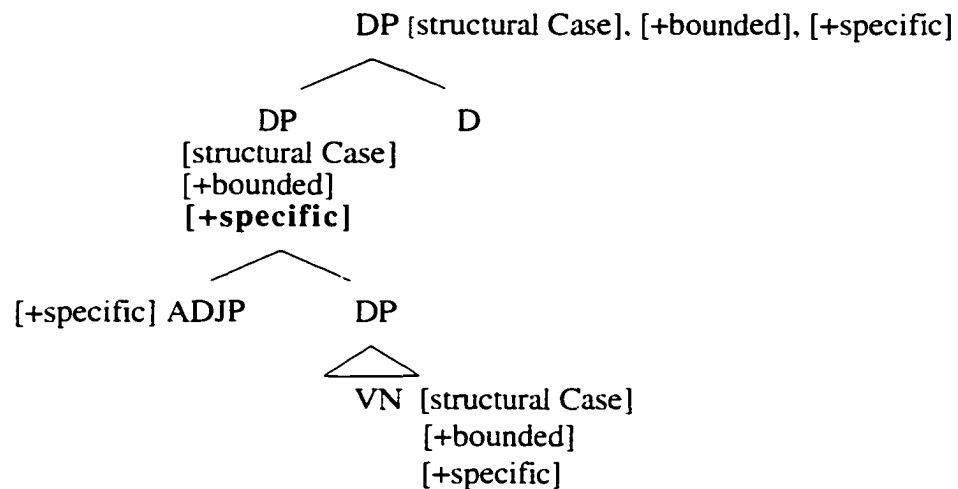 DP [structural Case], [+bounded], [+specific]
DP D
[structural Case]
[+bounded]
[+specific]
[+specific] ADJP DP
VN [structural Case]
[+bounded]
[+specific]